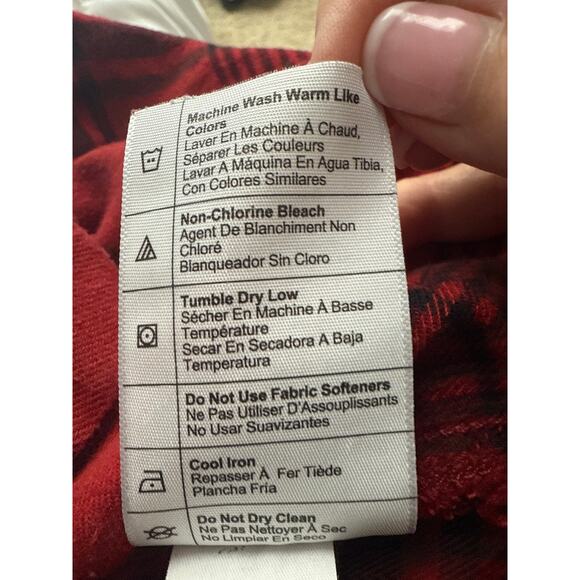 Machine Wash Warm Like
Colors
Laver En Machine À Chaud,
Séparer Les Couleurs
Lavar A Máquina En Agua Tibia,
Con Colores Similares
Non-Chlorine Bleach
Agent De Blanchiment Non
Chloré
Blanqueador Sin Cloro
Tumble Dry Low
Sécher En Machine À Basse
Température
Secar En Secadora A Baja
Temperatura
Do Not Use Fabric Softeners
Ne Pas Utiliser D'Assouplissants
No Usar Suavizantes
Cool Iron
Repasser À Fer Tiède
Plancha Fría
Do Not Dry Clean
Ne Pas Nettoyer À Sec
No Limpiar En Seco